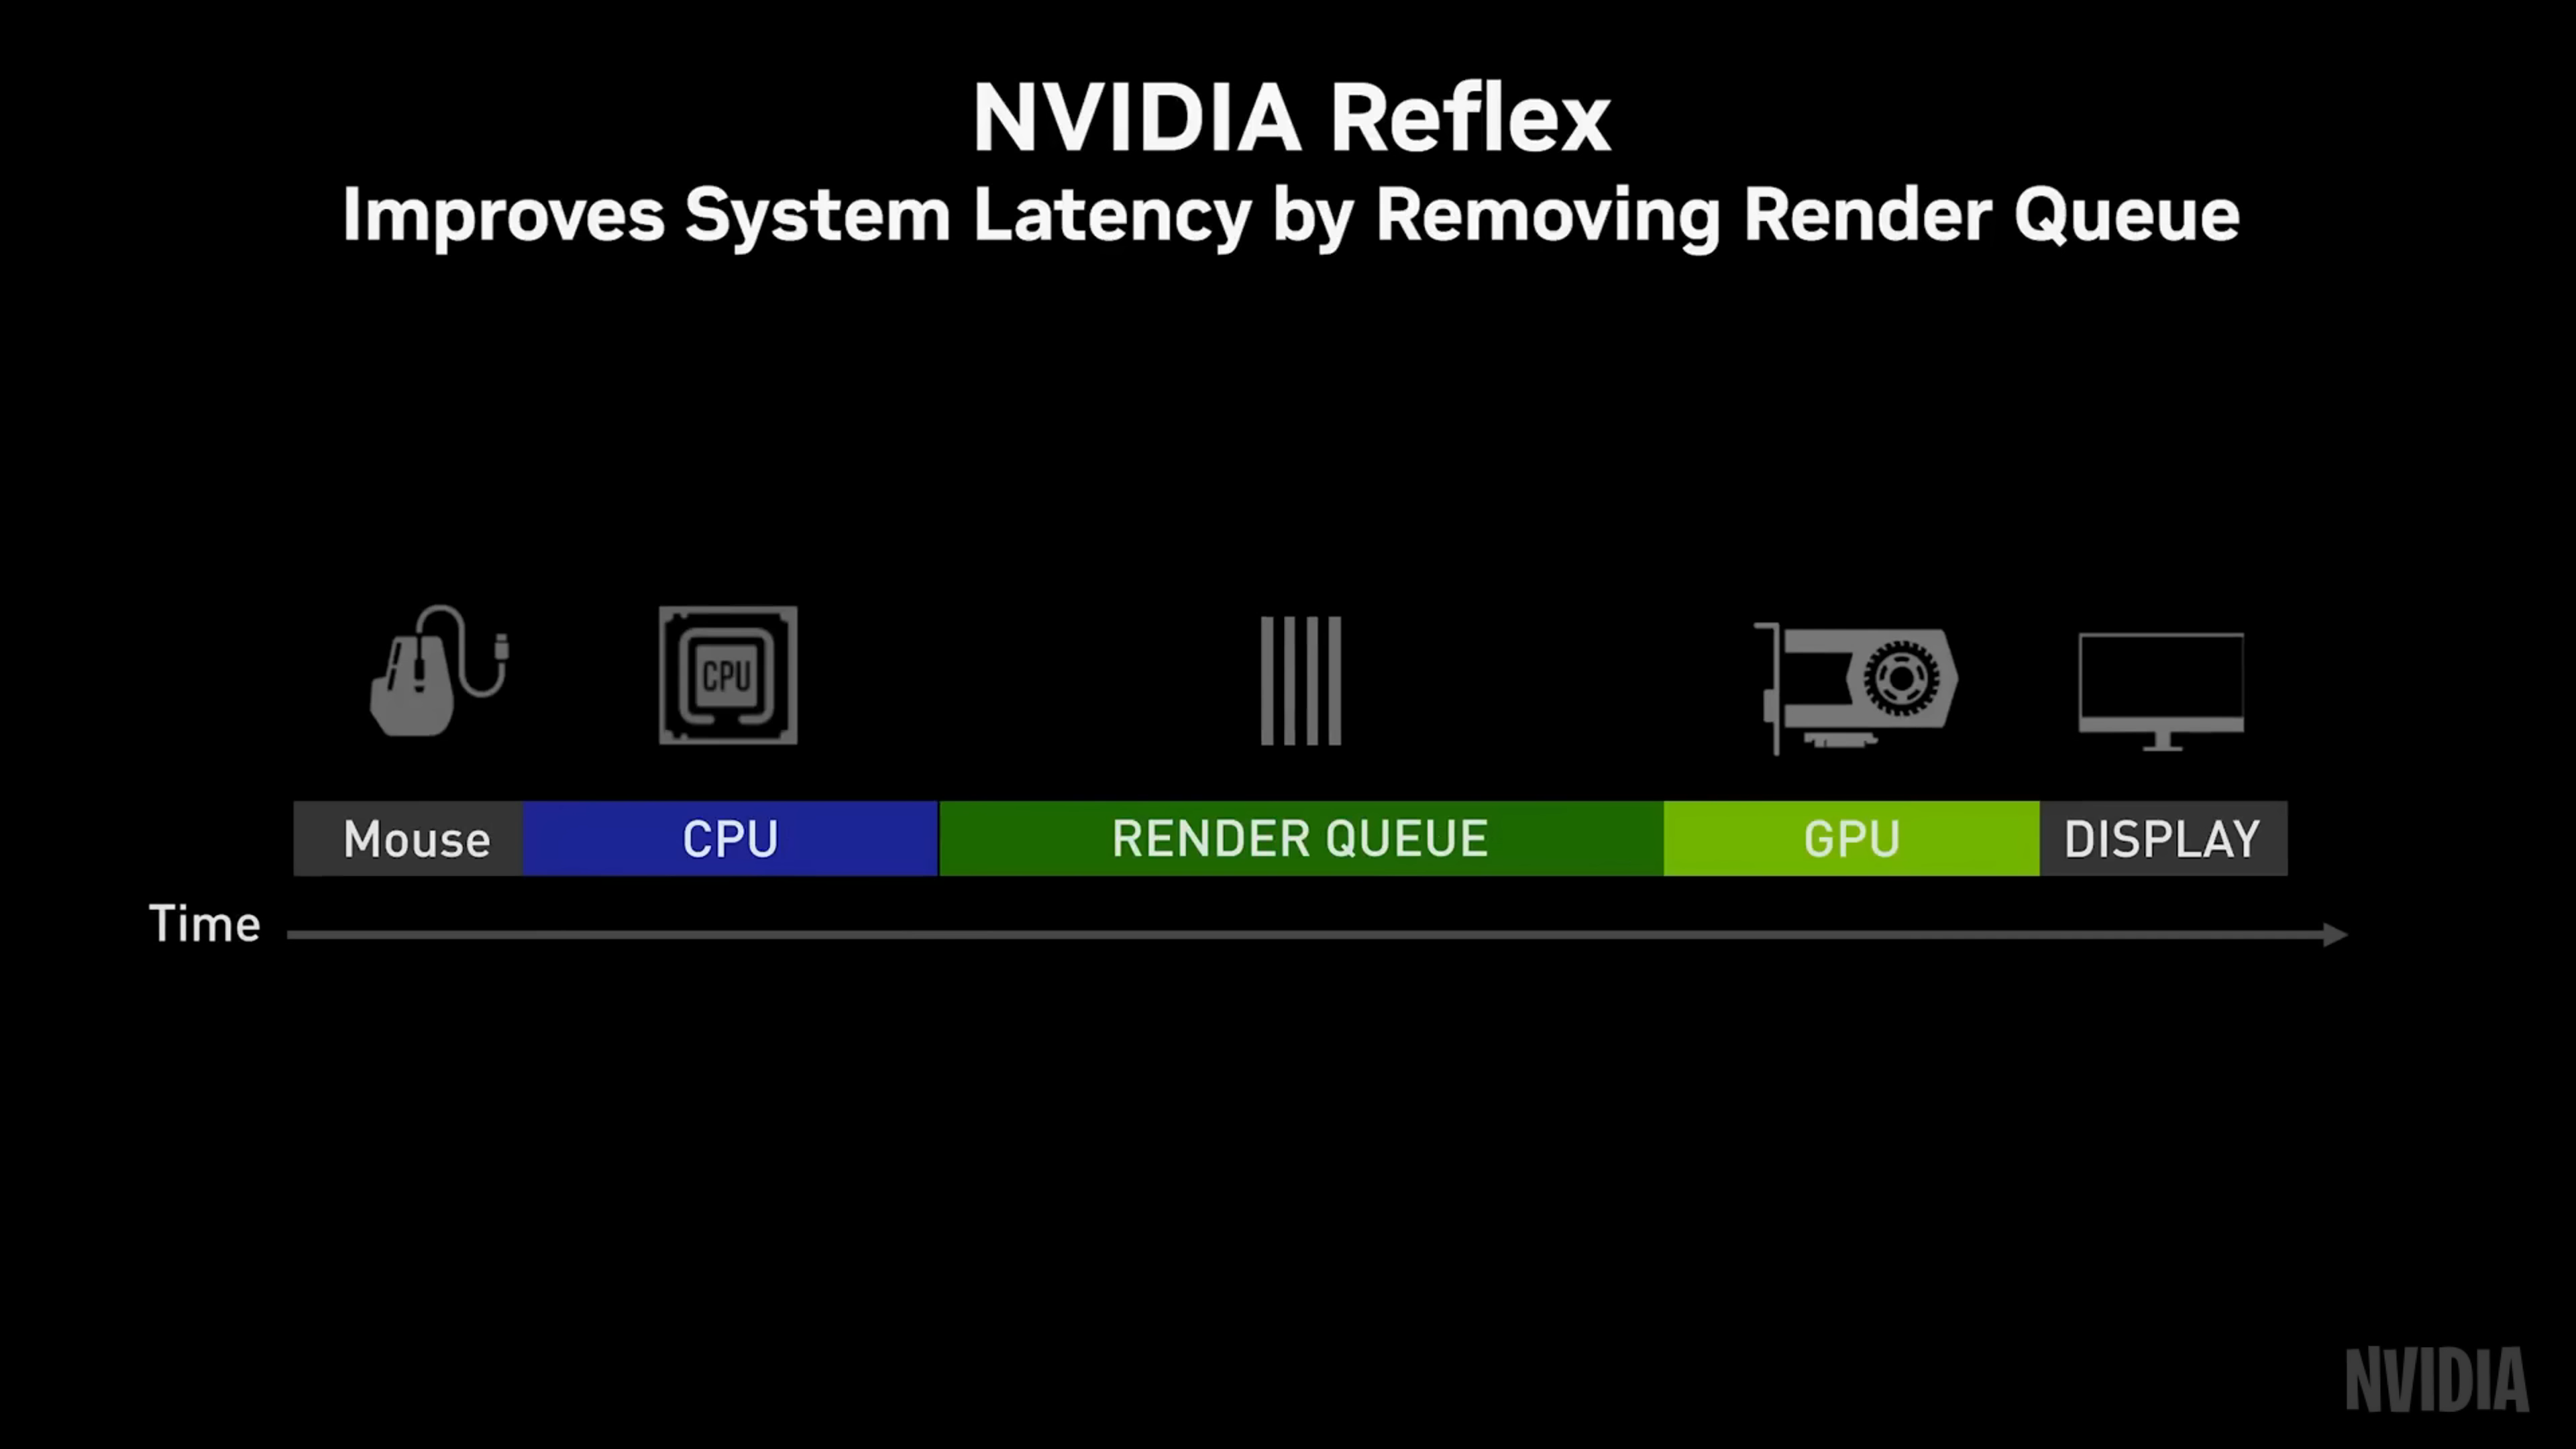 NVIDIA Reflex
Improves System Latency by Removing Render Queue
CPU
Mouse CPU RENDER QUEUE GPU DISPLAY
Time
NVIDIA